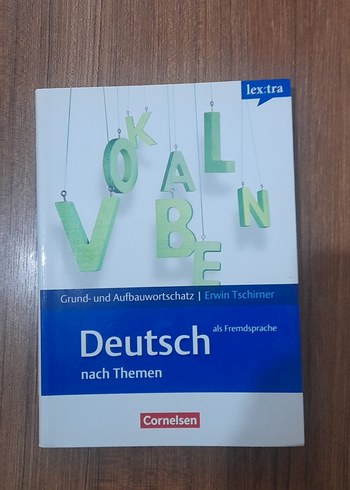 lex:tra
VOKABELN
Grund- und Aufbauwortschatz | Erwin Tschirner
als Fremdsprache
Deutsch
nach Themen
Cornelsen